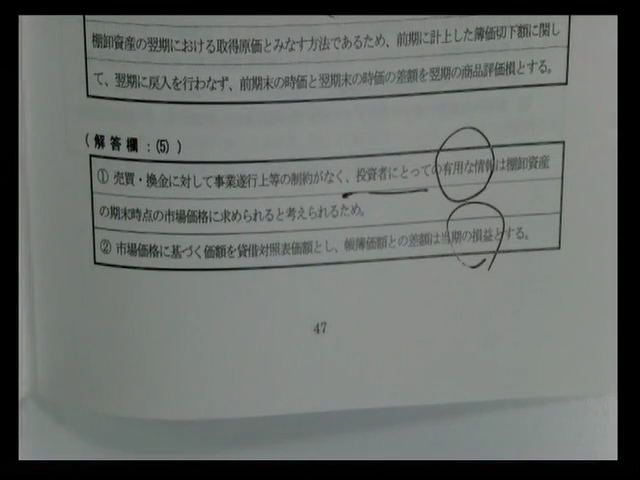 棚卸資産の翌期における取得原価とみなす方法であるため、前期に計上した簿価切下額に関し
て、翌期に戻入を行わず、前期末の時価と翌期末の時価の差額を翌期の商品評価損とする。
(解答欄:(5))
① 売買・換金に対して事業遂行上等の制約がなく、投資者にとっての有用な情報は棚卸資産
の期末時点の市場価格に求められると考えられるため。
② 市場価格に基づく価額を貸借対照表価額とし、帳簿価額との差額は当期の損益とする。
47